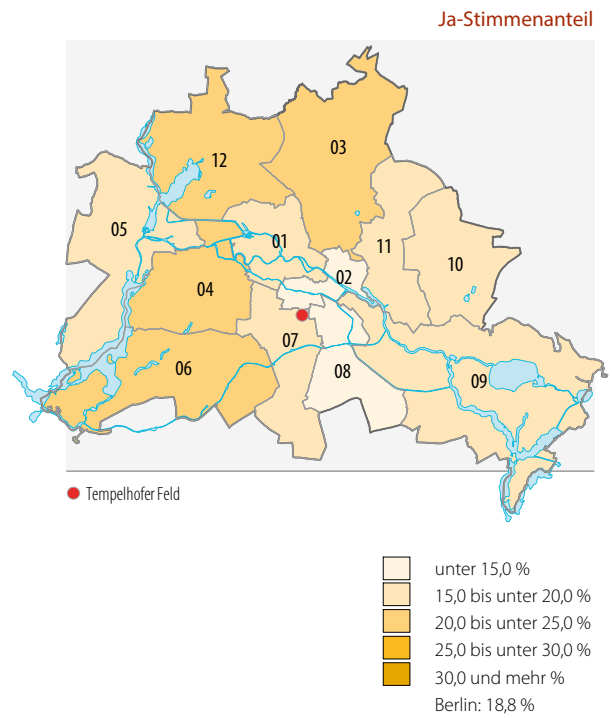 Ja-Stimmenanteil
03
12
05
01
11
02
10
04
07
06
08
09
Tempelhofer Feld
unter 15,0 %
15,0 bis unter 20,0 %
20,0 bis unter 25,0 %
25,0 bis unter 30,0 %
30,0 und mehr %
Berlin: 18,8 %